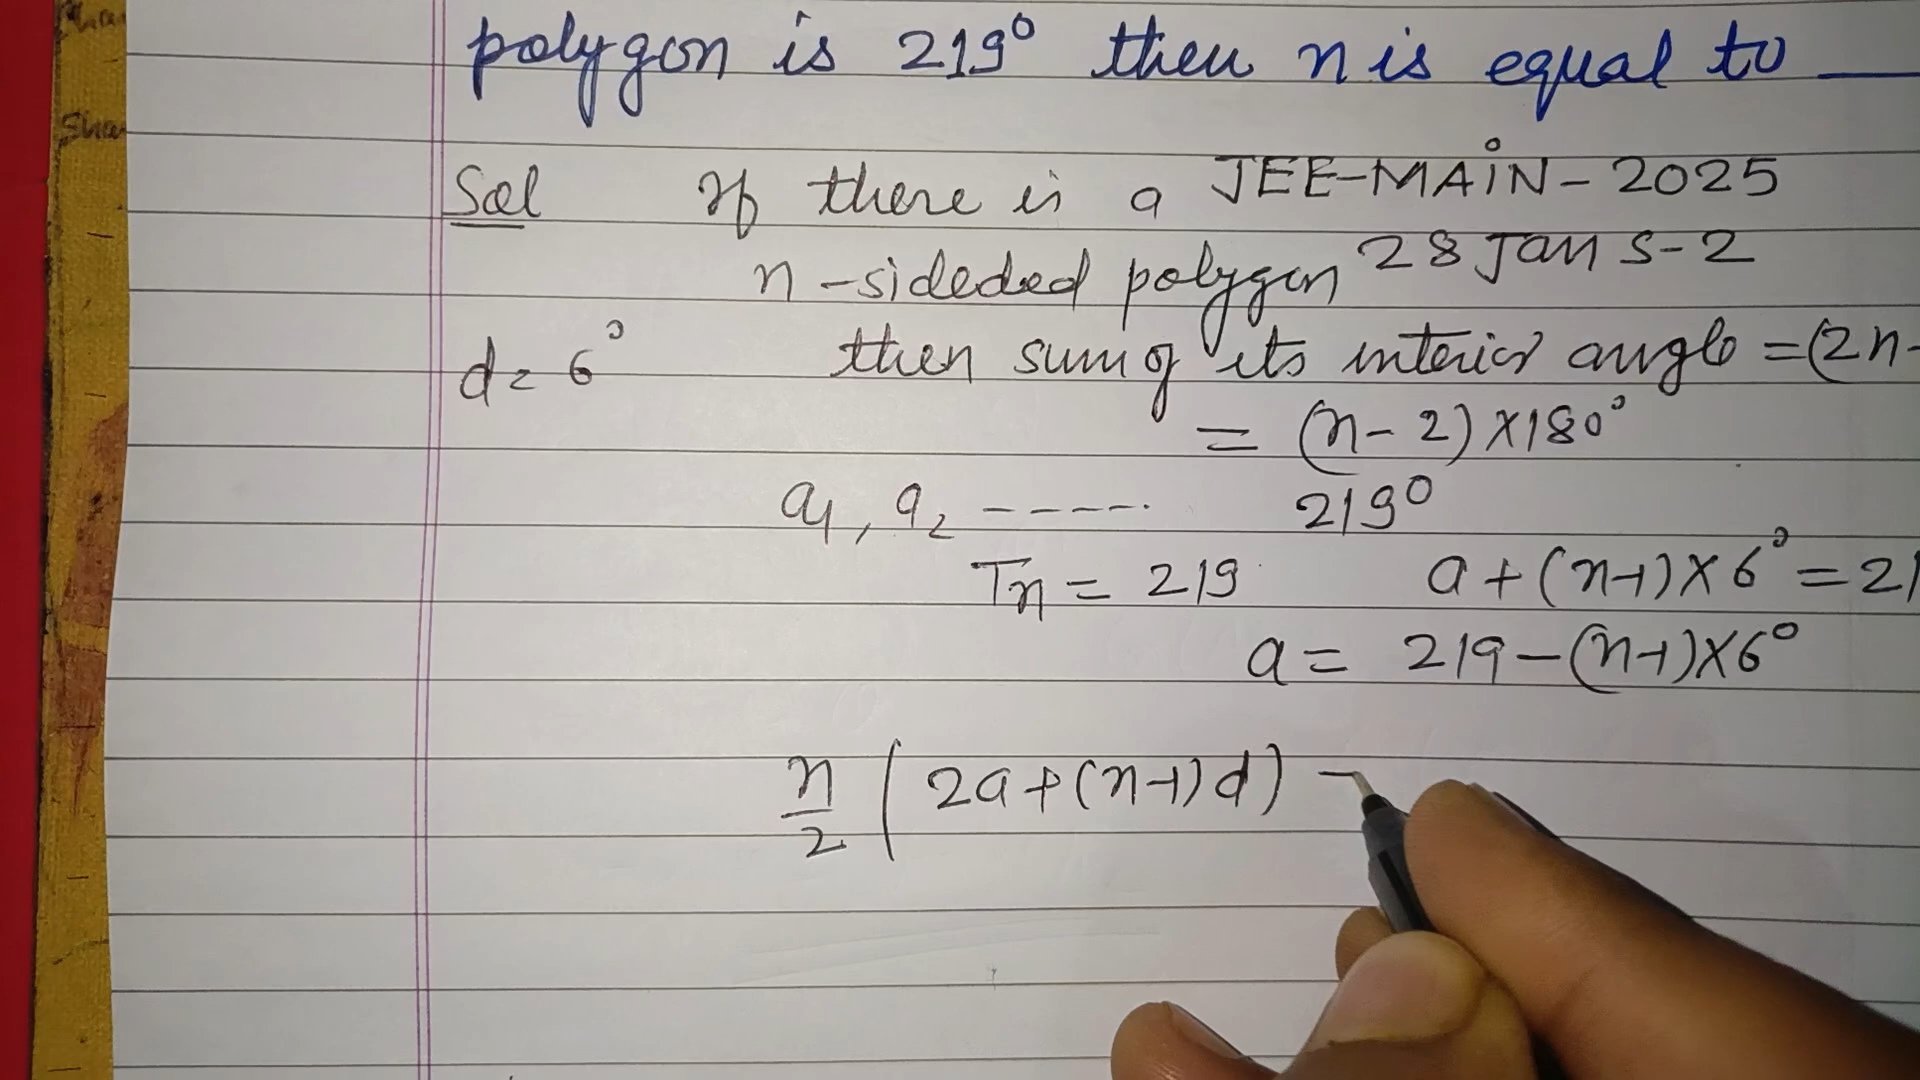 polygon is 219° then n is equal to
Sol If there is a JEE-MAIN-2025
n-sideded polygon 28 Jan S-2
d = 6° then sum of its interior angle = (2n-
= (n-2)×180°
a1, a2 ------ 219°
Tn = 219 a+(n-1)×6° = 21
a = 219-(n-1)×6°
n/2 (2a+(n-1)d) -